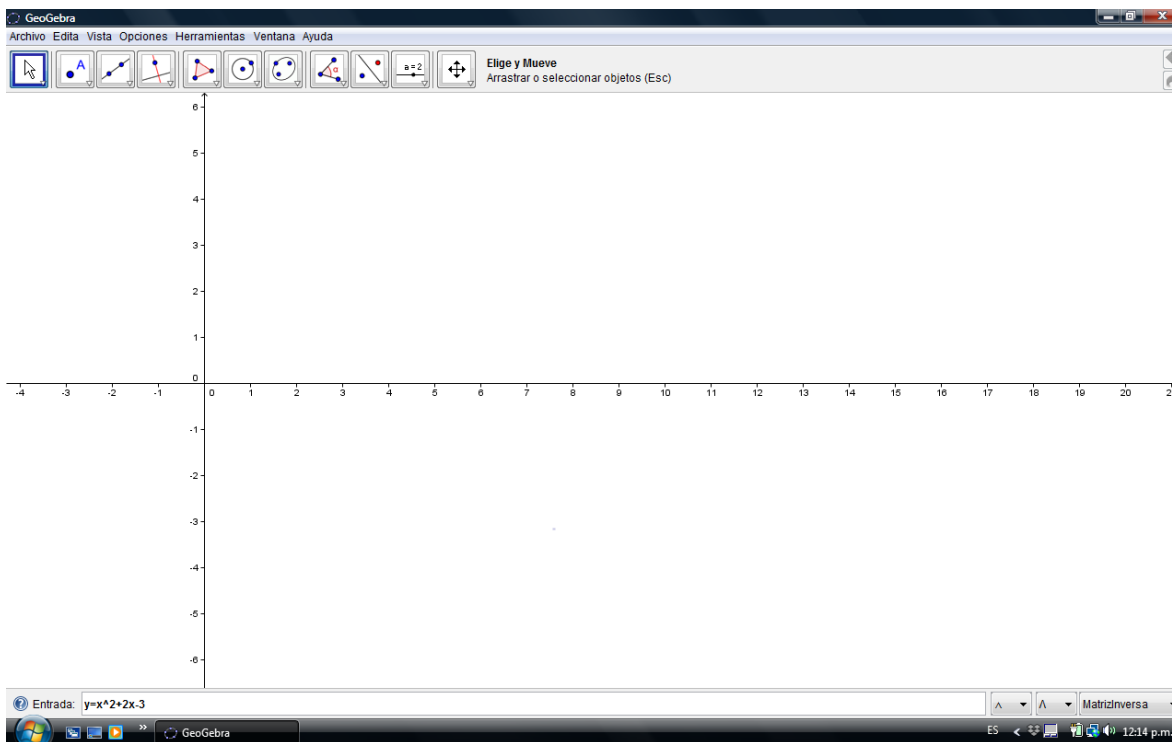 GeoGebra
Archivo Edita Vista Opciones Herramientas Ventana Ayuda
A
α
a=2
Elige y Mueve
Arrastrar o seleccionar objetos (Esc)
6
5
4
3
2
1
0
-4 -3 -2 -1 0 1 2 3 4 5 6 7 8 9 10 11 12 13 14 15 16 17 18 19 20 2
-1
-2
-3
-4
-5
-6
Entrada: y=x^2+2x-3 MatrizInversa
GeoGebra ES 12:14 p.m.